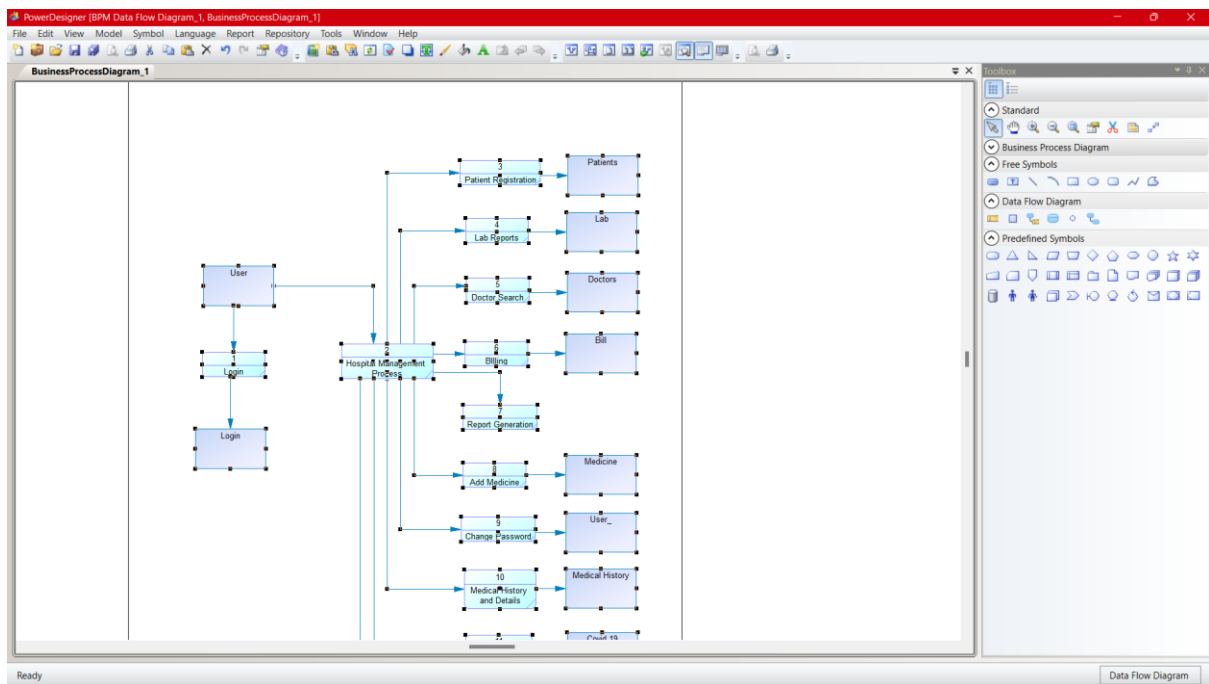 PowerDesigner [BPM Data Flow Diagram_1, BusinessProcessDiagram_1]
File Edit View Model Symbol Language Report Repository Tools Window Help
BusinessProcessDiagram_1
Toolbox
Standard
Business Process Diagram
Free Symbols
Data Flow Diagram
Predefined Symbols
3
Patient Registration
Patients
4
Lab Reports
Lab
User
5
Doctor Search
Doctors
1
Login
2
Hospital Management
Process
6
BIlling
Bill
7
Report Generation
Login
8
Add Medicine
Medicine
9
Change Password
User_
10
Medical History
and Details
Medical History
11
Covid 19
Ready
Data Flow Diagram